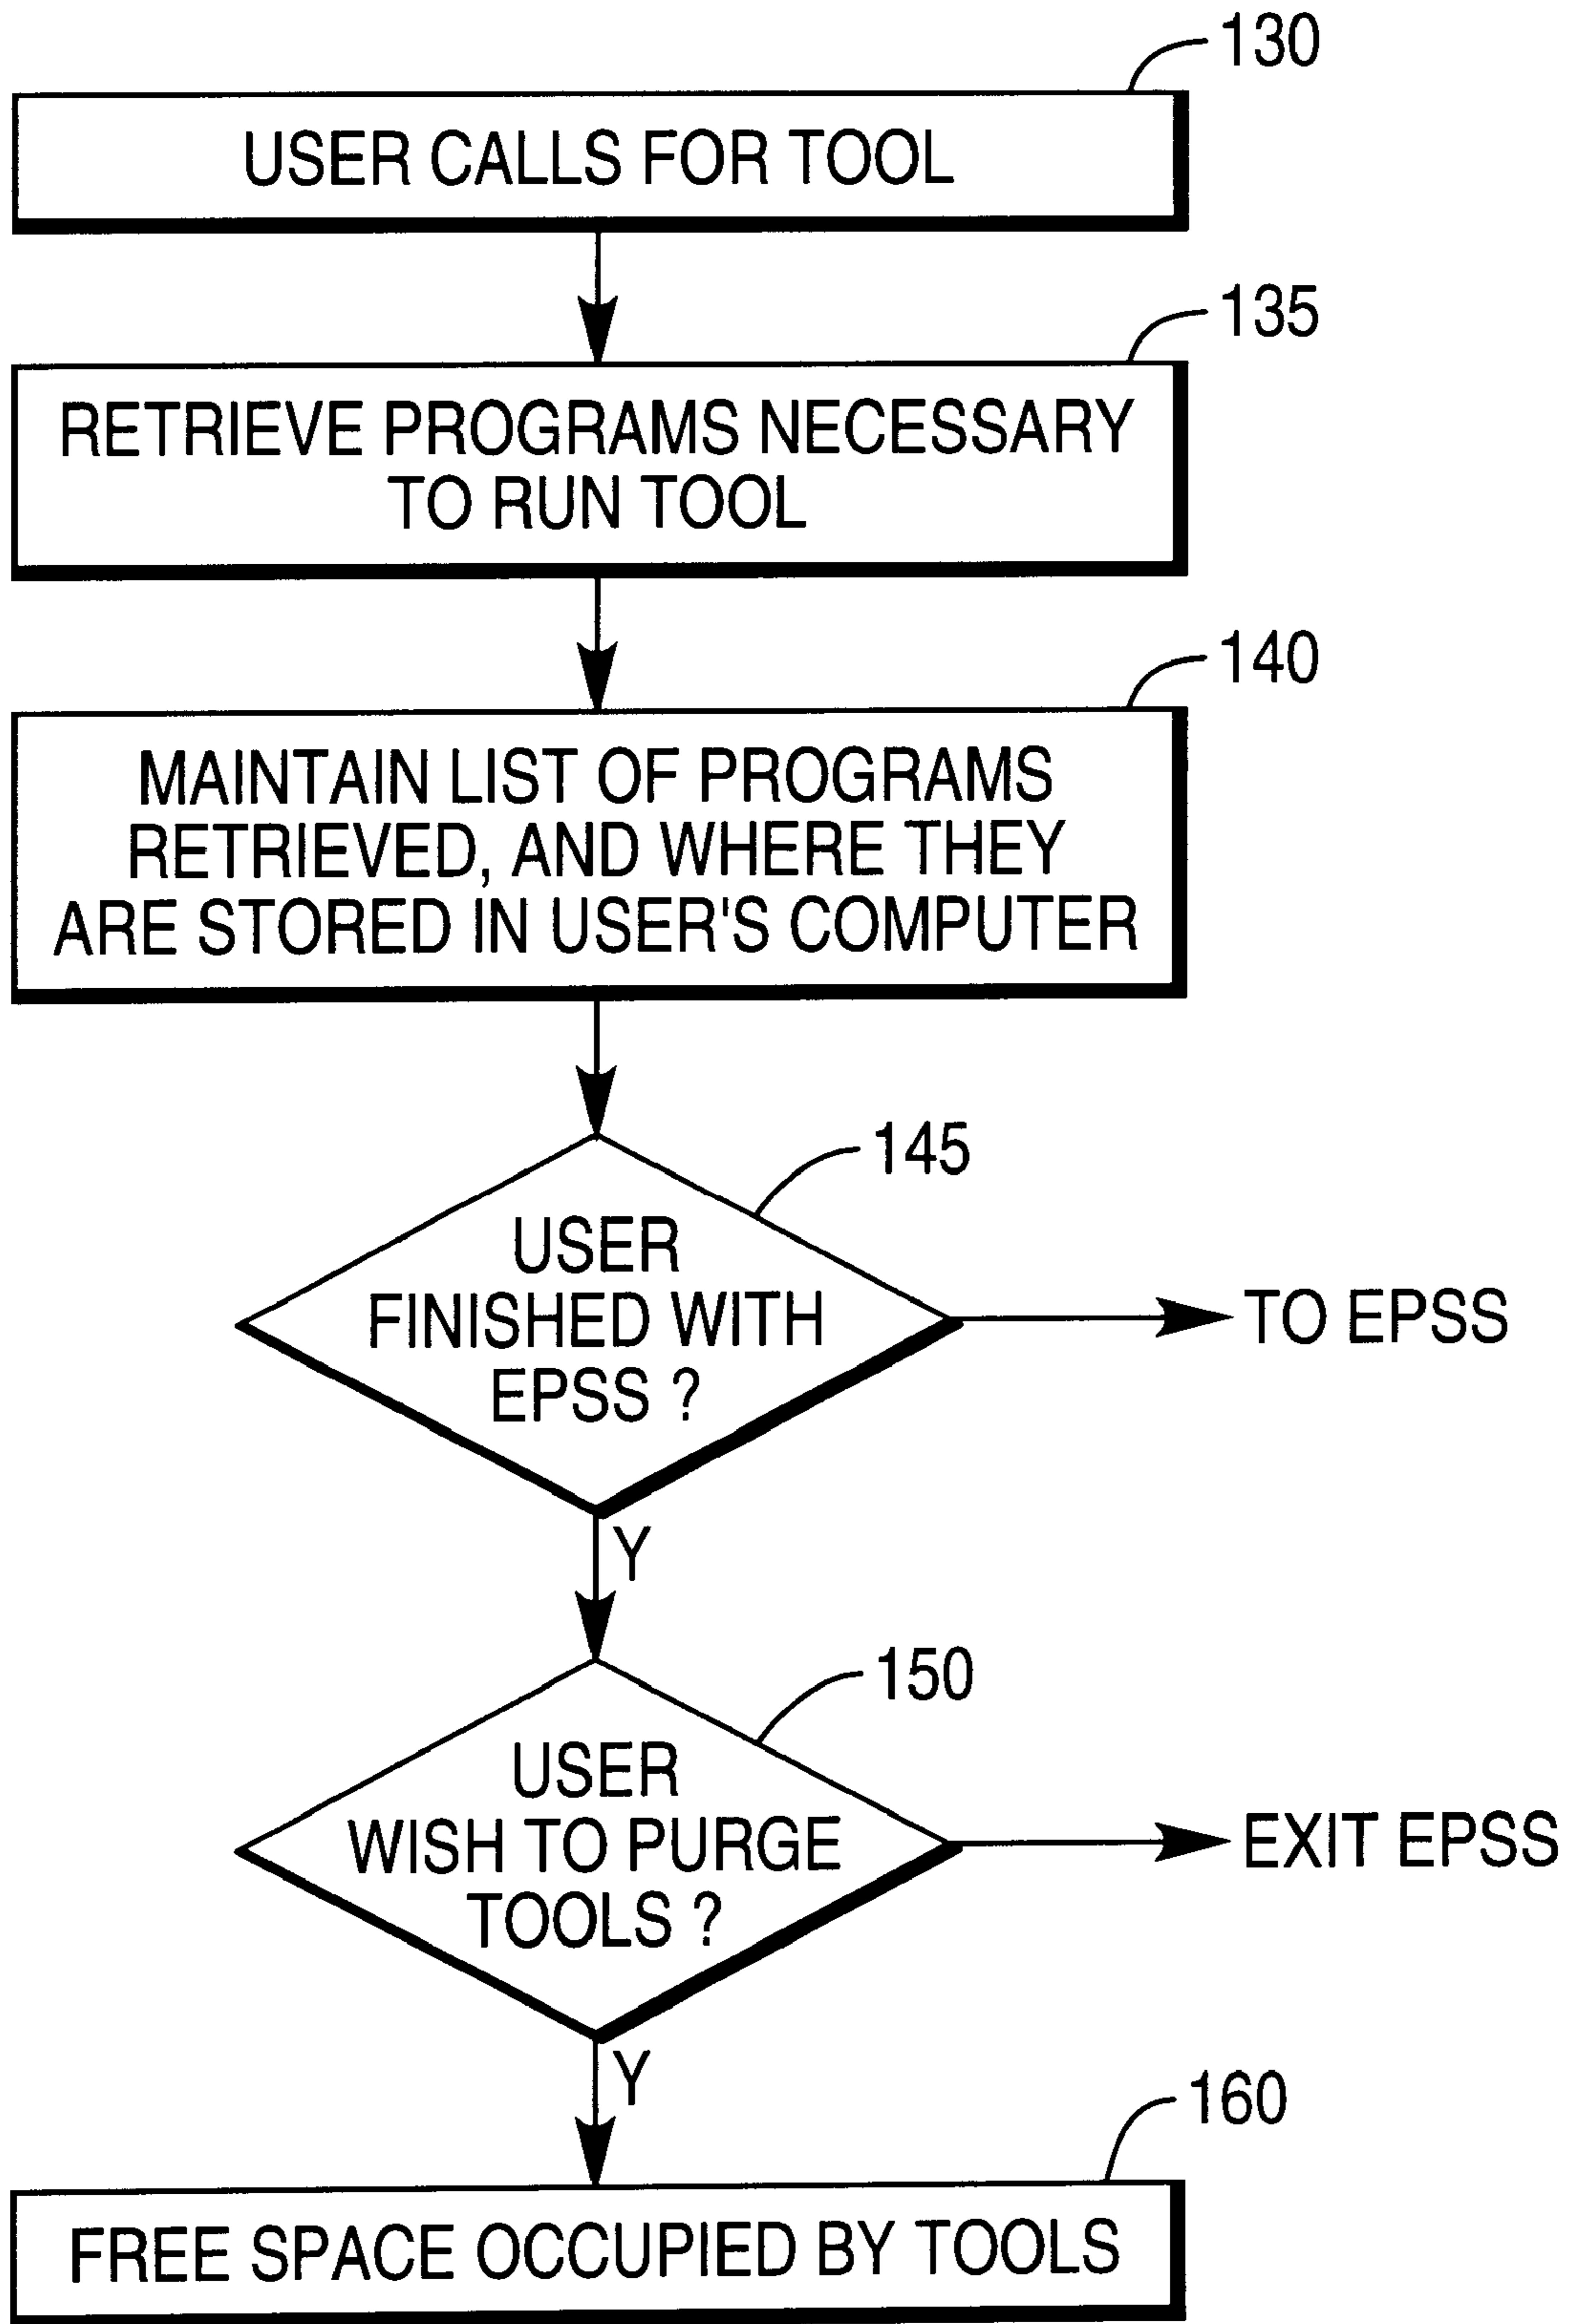 130
USER CALLS FOR TOOL
135
RETRIEVE PROGRAMS NECESSARY
TO RUN TOOL
140
MAINTAIN LIST OF PROGRAMS
RETRIEVED, AND WHERE THEY
ARE STORED IN USER'S COMPUTER
145
USER
FINISHED WITH
EPSS ?
TO EPSS
Y
150
USER
WISH TO PURGE
TOOLS ?
EXIT EPSS
Y
160
FREE SPACE OCCUPIED BY TOOLS